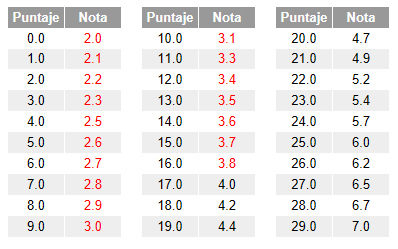 Puntaje Nota Puntaje Nota Puntaje Nota
0.0 2.0 10.0 3.1 20.0 4.7
1.0 2.1 11.0 3.3 21.0 4.9
2.0 2.2 12.0 3.4 22.0 5.2
3.0 2.3 13.0 3.5 23.0 5.4
4.0 2.5 14.0 3.6 24.0 5.7
5.0 2.6 15.0 3.7 25.0 6.0
6.0 2.7 16.0 3.8 26.0 6.2
7.0 2.8 17.0 4.0 27.0 6.5
8.0 2.9 18.0 4.2 28.0 6.7
9.0 3.0 19.0 4.4 29.0 7.0